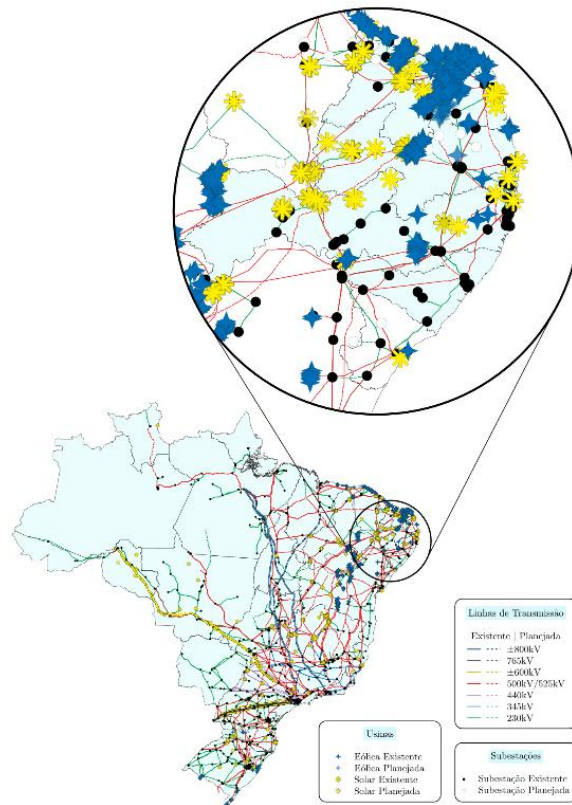 Linhas de Transmissão
Existente | Planejada
±800kV
765kV
±600kV
500kV/525kV
440kV
345kV
230kV
Usinas
Eólica Existente
Eólica Planejada
Solar Existente
Solar Planejada
Subestações
Subestação Existente
Subestação Planejada